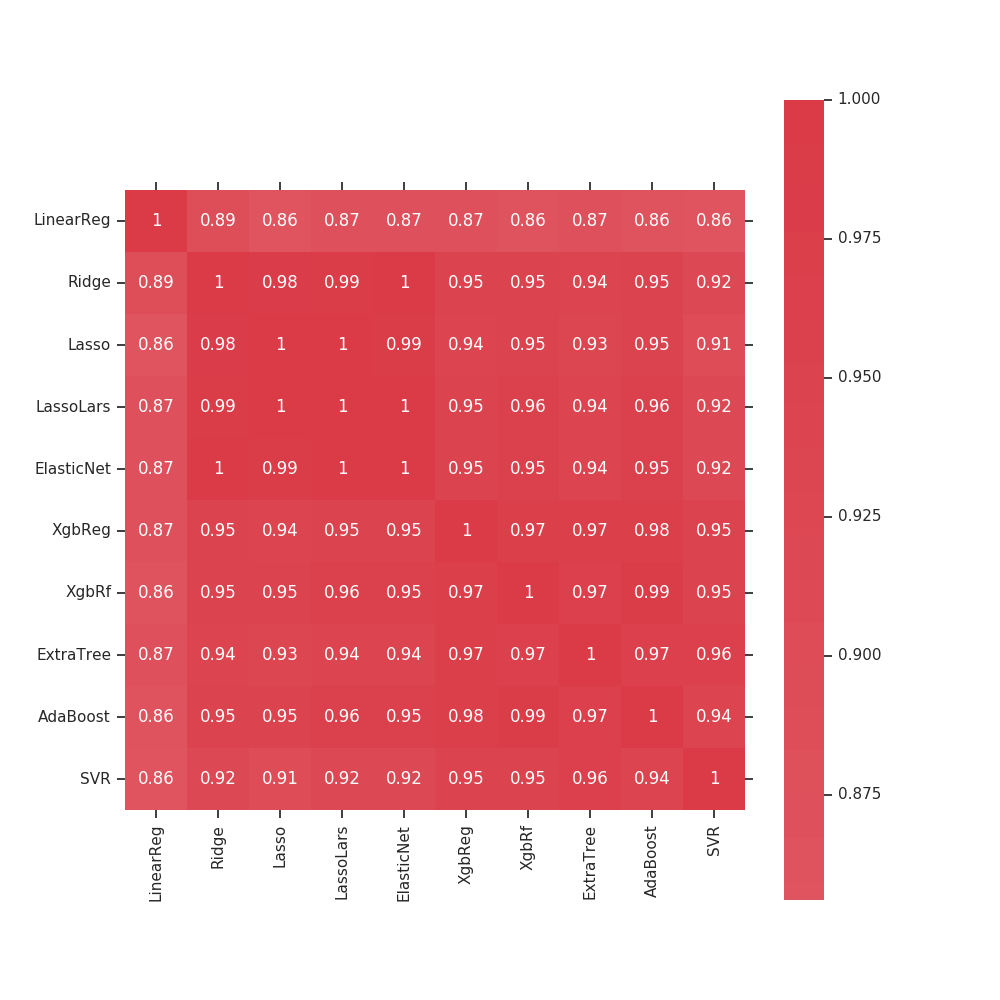 1.000
0.975
0.950
0.925
0.900
0.875
LinearReg 1 0.89 0.86 0.87 0.87 0.87 0.86 0.87 0.86 0.86
Ridge 0.89 1 0.98 0.99 1 0.95 0.95 0.94 0.95 0.92
Lasso 0.86 0.98 1 1 0.99 0.94 0.95 0.93 0.95 0.91
LassoLars 0.87 0.99 1 1 1 0.95 0.96 0.94 0.96 0.92
ElasticNet 0.87 1 0.99 1 1 0.95 0.95 0.94 0.95 0.92
XgbReg 0.87 0.95 0.94 0.95 0.95 1 0.97 0.97 0.98 0.95
XgbRf 0.86 0.95 0.95 0.96 0.95 0.97 1 0.97 0.99 0.95
ExtraTree 0.87 0.94 0.93 0.94 0.94 0.97 0.97 1 0.97 0.96
AdaBoost 0.86 0.95 0.95 0.96 0.95 0.98 0.99 0.97 1 0.94
SVR 0.86 0.92 0.91 0.92 0.92 0.95 0.95 0.96 0.94 1
LinearReg
Ridge
Lasso
LassoLars
ElasticNet
XgbReg
XgbRf
ExtraTree
AdaBoost
SVR